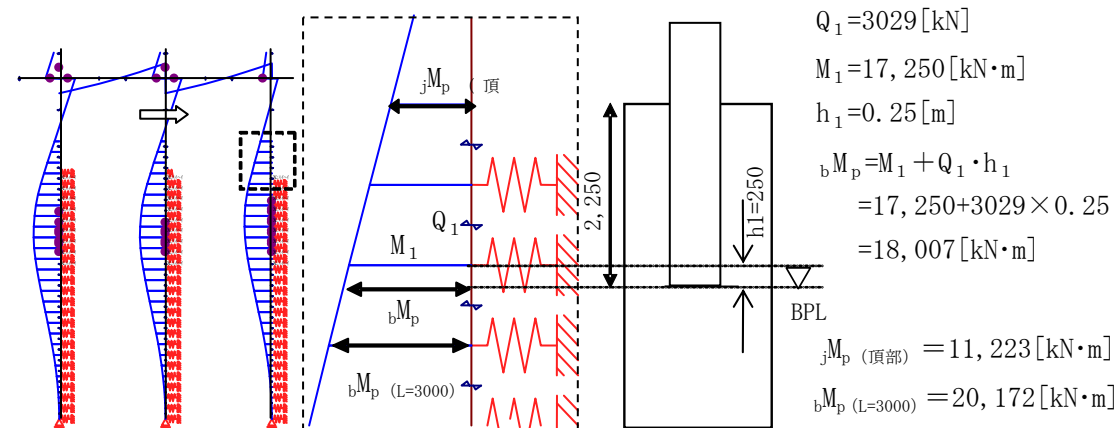 jMp (頂
Q1
M1
bMp
bMp (L=3000)
2,250
h1=250
BPL
Q1=3029[kN]
M1=17,250[kN・m]
h1=0.25[m]
bMp=M1＋Q1・h1
=17,250+3029×0.25
=18,007[kN・m]
jMp (頂部) ＝11,223[kN・m]
bMp (L=3000) ＝20,172[kN・m]